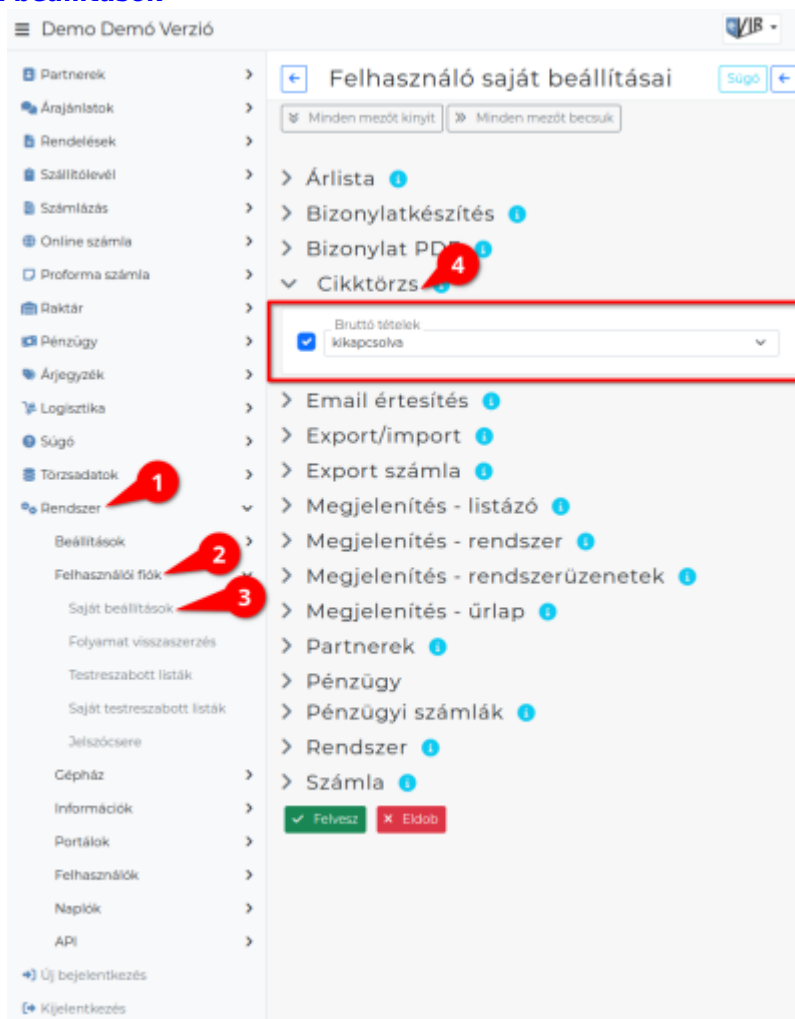 Demo Demó Verzió
VIR
Partnerek
Árajánlatok
Rendelések
Szállítólevél
Számlázás
Online számla
Proforma számla
Raktár
Pénzügy
Árjegyzék
Logisztika
Súgó
Törzsadatok
1
Rendszer
Beállítások
2
Felhasználói fiók
Saját beállítások
3
Folyamat visszaszerzés
Testreszabott listák
Saját testreszabott listák
Jelszócsere
Gépház
Információk
Portálok
Felhasználók
Naplók
API
Új bejelentkezés
Kijelentkezés
Felhasználó saját beállításai
Súgó
Minden mezőt kinyit
Minden mezőt becsuk
Árlista
Bizonylatkészítés
Bizonylat PDF
4
Cikktörzs
Bruttó tételek
kikapcsolva
Email értesítés
Export/import
Export számla
Megjelenítés - listázó
Megjelenítés - rendszer
Megjelenítés - rendszerüzenetek
Megjelenítés - űrlap
Partnerek
Pénzügy
Pénzügyi számlák
Rendszer
Számla
Felvesz
Eldob